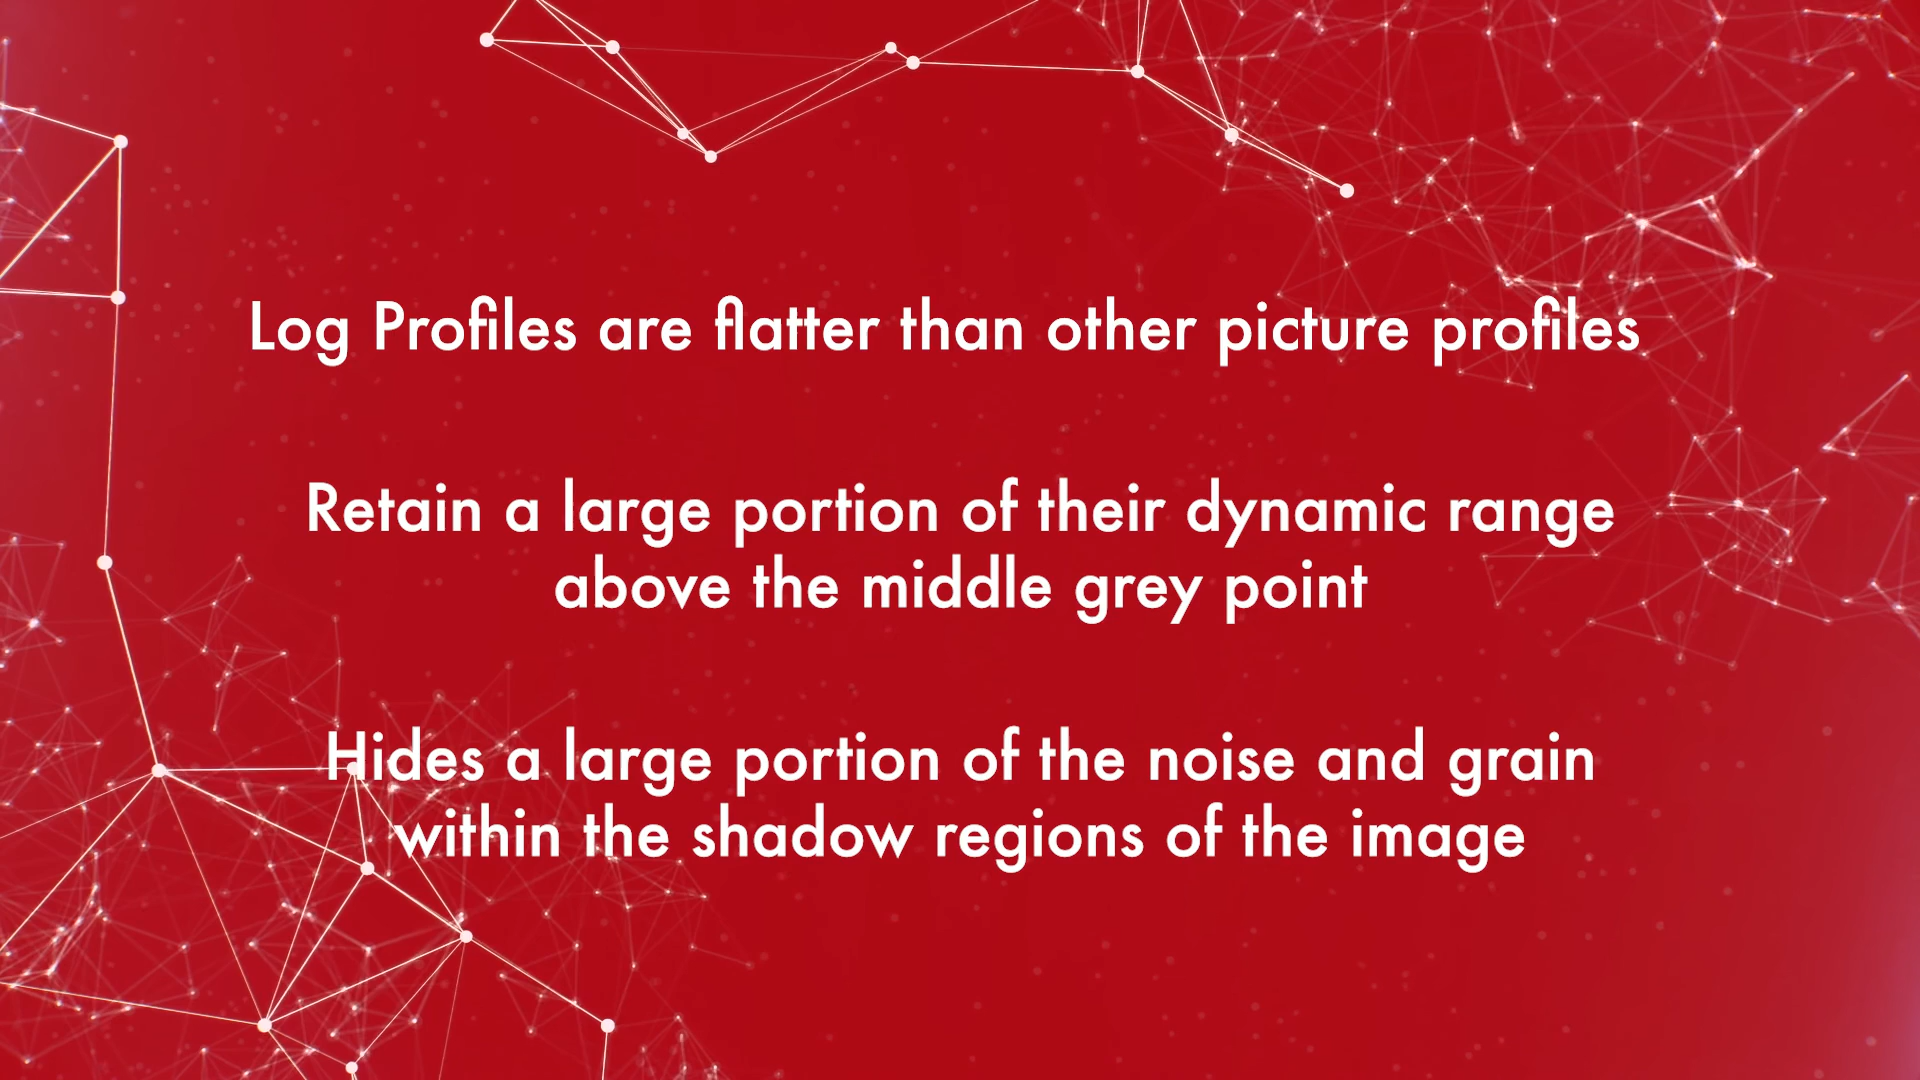 Log Profiles are flatter than other picture profiles
Retain a large portion of their dynamic range
above the middle grey point
Hides a large portion of the noise and grain
within the shadow regions of the image